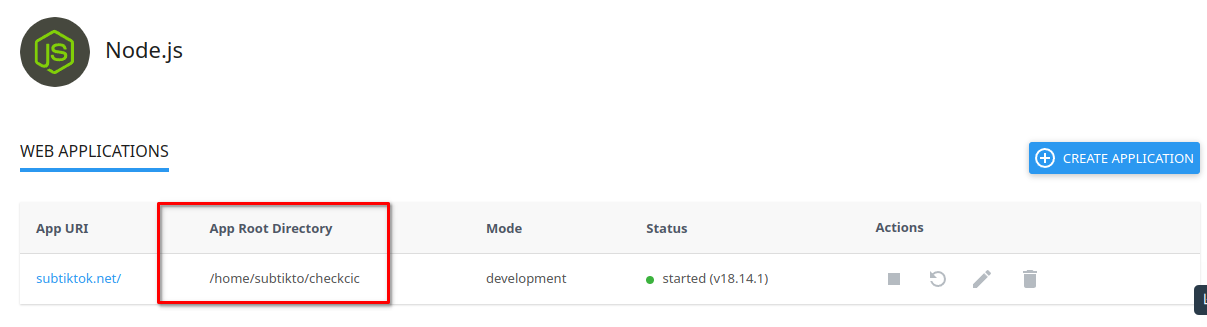 JS
Node.js
WEB APPLICATIONS
CREATE APPLICATION
App URI App Root Directory Mode Status Actions
subtiktok.net/ /home/subtikto/checkcic development started (v18.14.1)